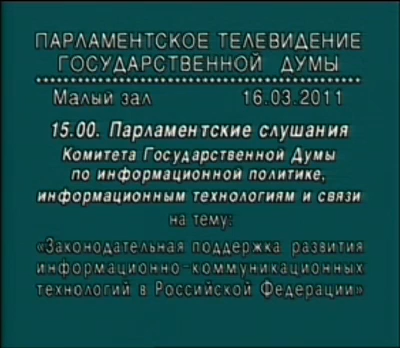 ПАРЛАМЕНТСКОЕ ТЕЛЕВИДЕНИЕ
ГОСУДАРСТВЕННОЙ ДУМЫ
Малый зал 16.03.2011
15.00. Парламентские слушания
Комитета Государственной Думы
по информационной политике,
информационным технологиям и связи
на тему:
«Законодательная поддержка развития
информационно-коммуникационных
технологий в Российской Федерации»